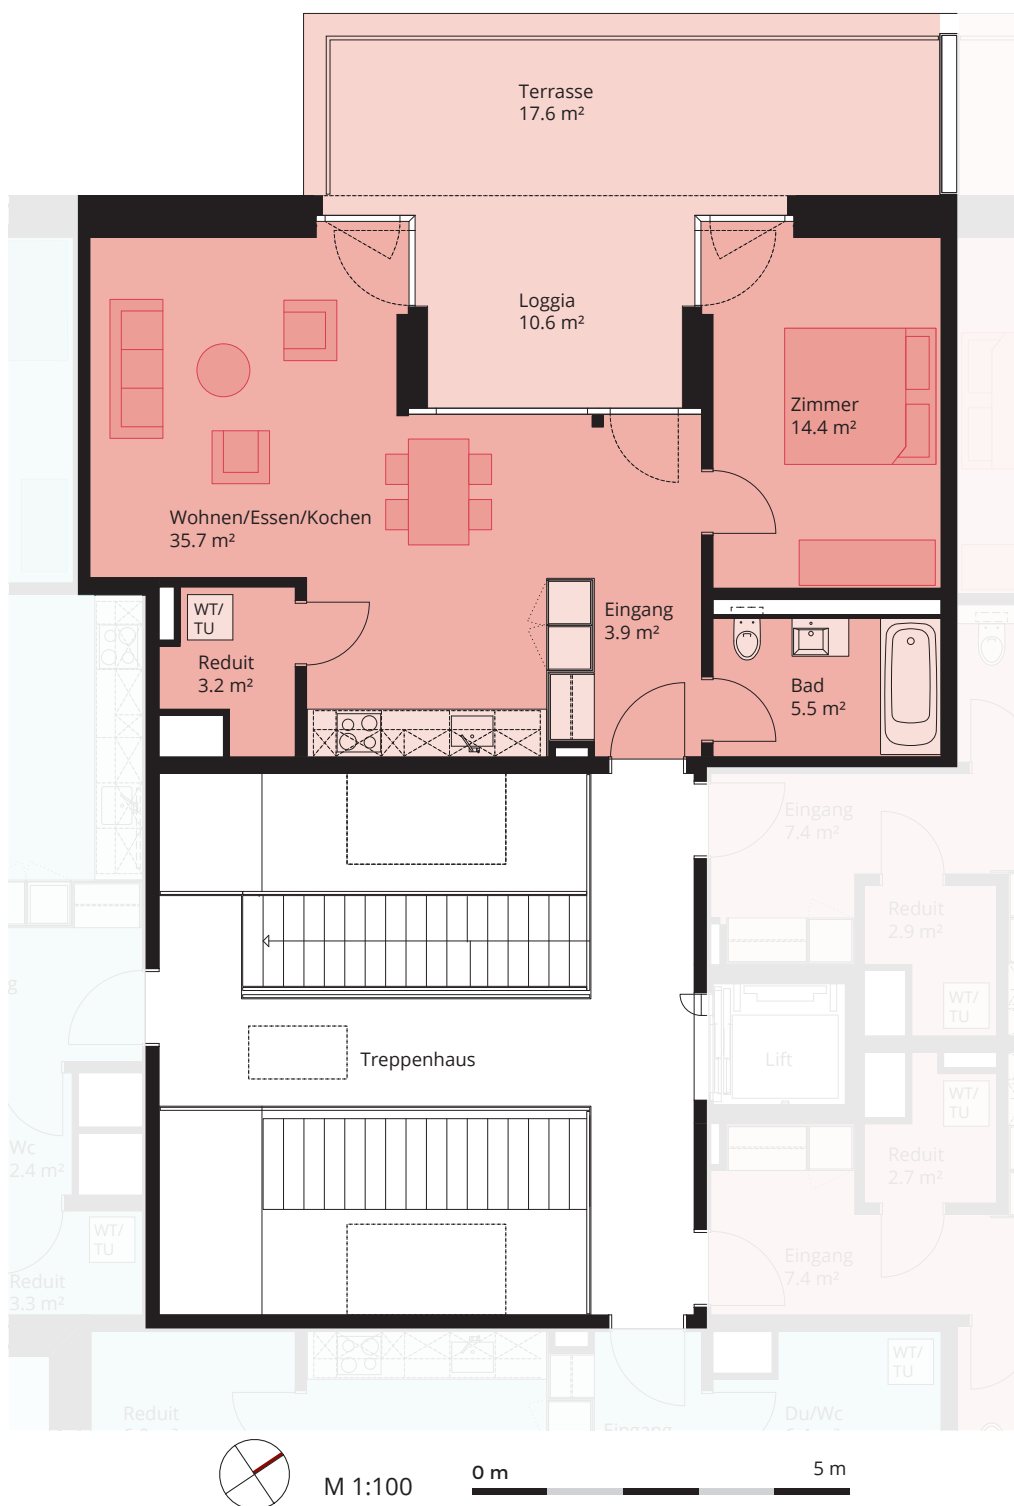 Terrasse
17.6 m²
Loggia
10.6 m²
Zimmer
14.4 m²
Wohnen/Essen/Kochen
35.7 m²
WT/
TU
Eingang
3.9 m²
Reduit
3.2 m²
Bad
5.5 m²
Eingang
7.4 m²
Reduit
2.9 m²
WT/
TU
Treppenhaus
Lift
WT/
TU
Wc
2.4 m²
Reduit
2.7 m²
WT/
TU
Eingang
7.4 m²
Reduit
3.3 m²
WT/
TU
Reduit
Du/Wc
Eingang
M 1:100
0 m
5 m